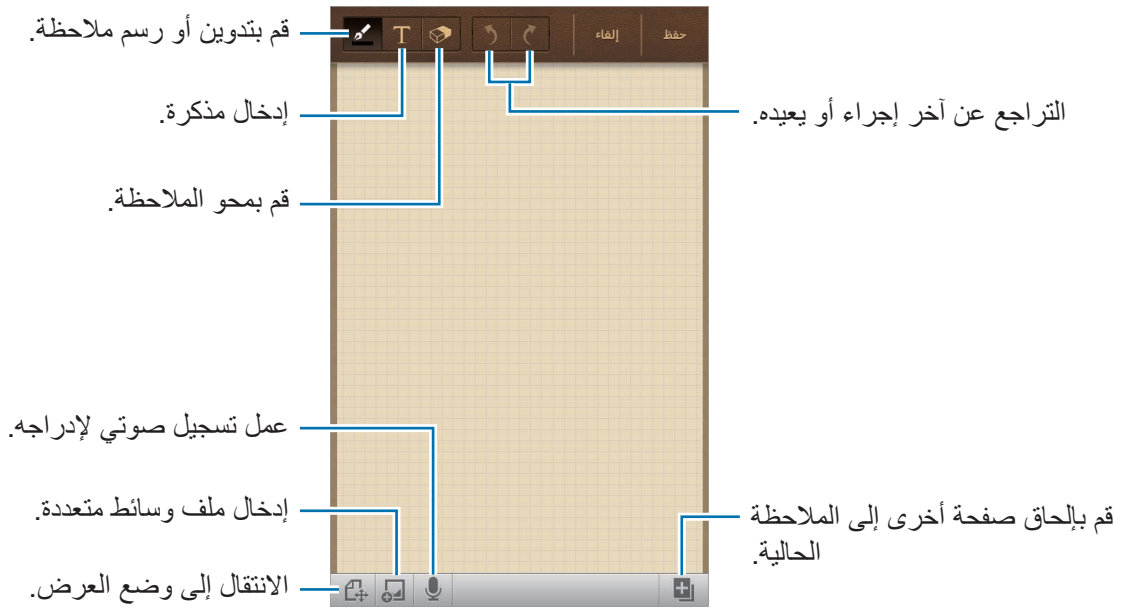 قم بتدوين أو رسم ملاحظة.
T
إلغاء
حفظ
إدخال مذكرة.
التراجع عن آخر إجراء أو يعيده.
قم بمحو الملاحظة.
عمل تسجيل صوتي لإدراجه.
إدخال ملف وسائط متعددة.
قم بإلحاق صفحة أخرى إلى الملاحظة
الحالية.
الانتقال إلى وضع العرض.